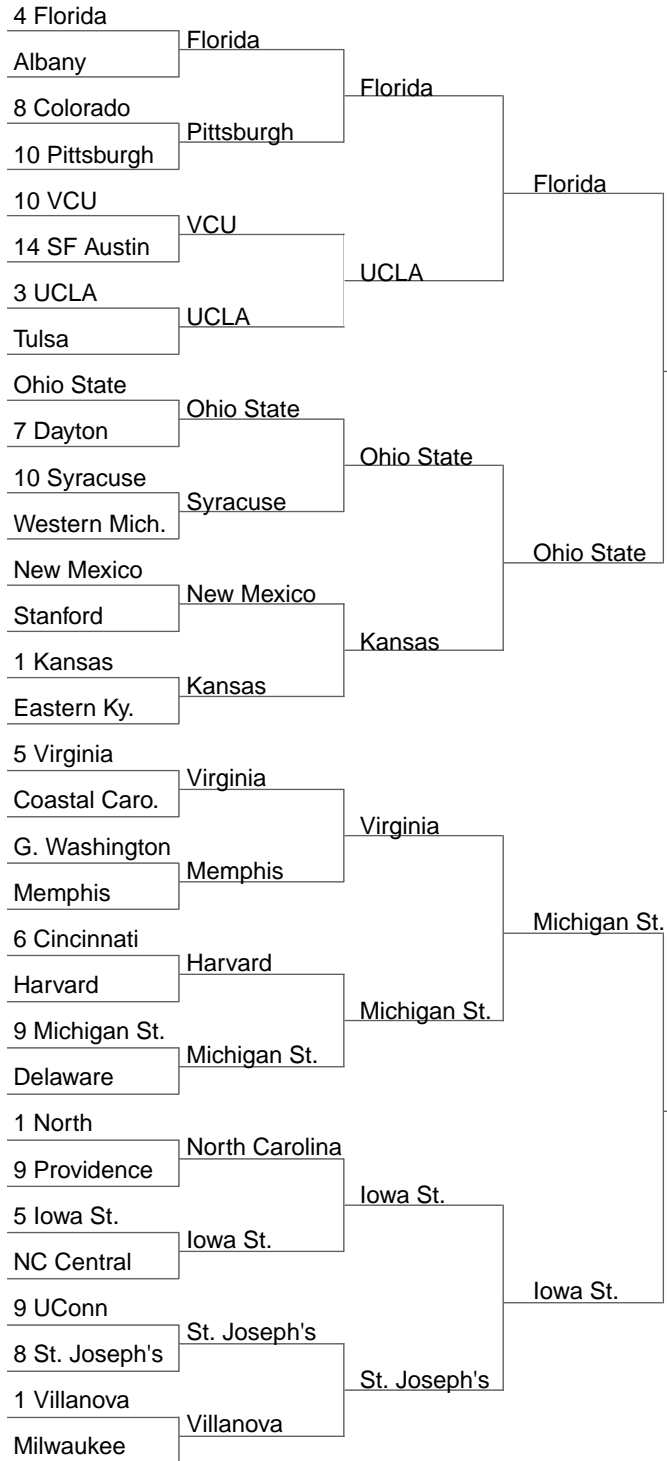 4 Florida
Albany
8 Colorado
10 Pittsburgh
10 VCU
14 SF Austin
3 UCLA
Tulsa
Ohio State
7 Dayton
10 Syracuse
Western Mich.
New Mexico
Stanford
1 Kansas
Eastern Ky.
5 Virginia
Coastal Caro.
G. Washington
Memphis
6 Cincinnati
Harvard
9 Michigan St.
Delaware
1 North
9 Providence
5 Iowa St.
NC Central
9 UConn
8 St. Joseph's
1 Villanova
Milwaukee
Florida
Pittsburgh
VCU
UCLA
Ohio State
Syracuse
New Mexico
Kansas
Virginia
Memphis
Harvard
Michigan St.
North Carolina
Iowa St.
St. Joseph's
Villanova
Florida
UCLA
Ohio State
Kansas
Virginia
Michigan St.
Iowa St.
St. Joseph's
Florida
Ohio State
Michigan St.
Iowa St.